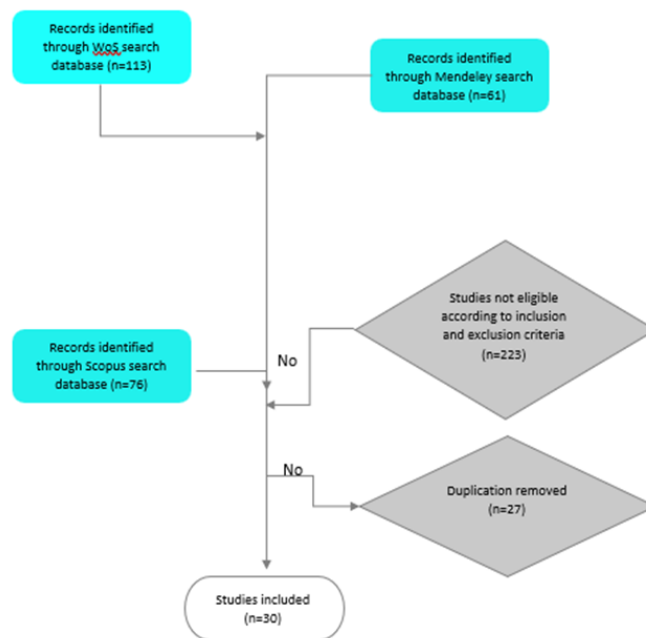 Records identified
through WoS search
database (n=113)
Records identified
through Mendeley search
database (n=61)
Studies not eligible
according to inclusion
and exclusion criteria
(n=223)
Records identified
through Scopus search
database (n=76)
No
No
Duplication removed
(n=27)
Studies included
(n=30)